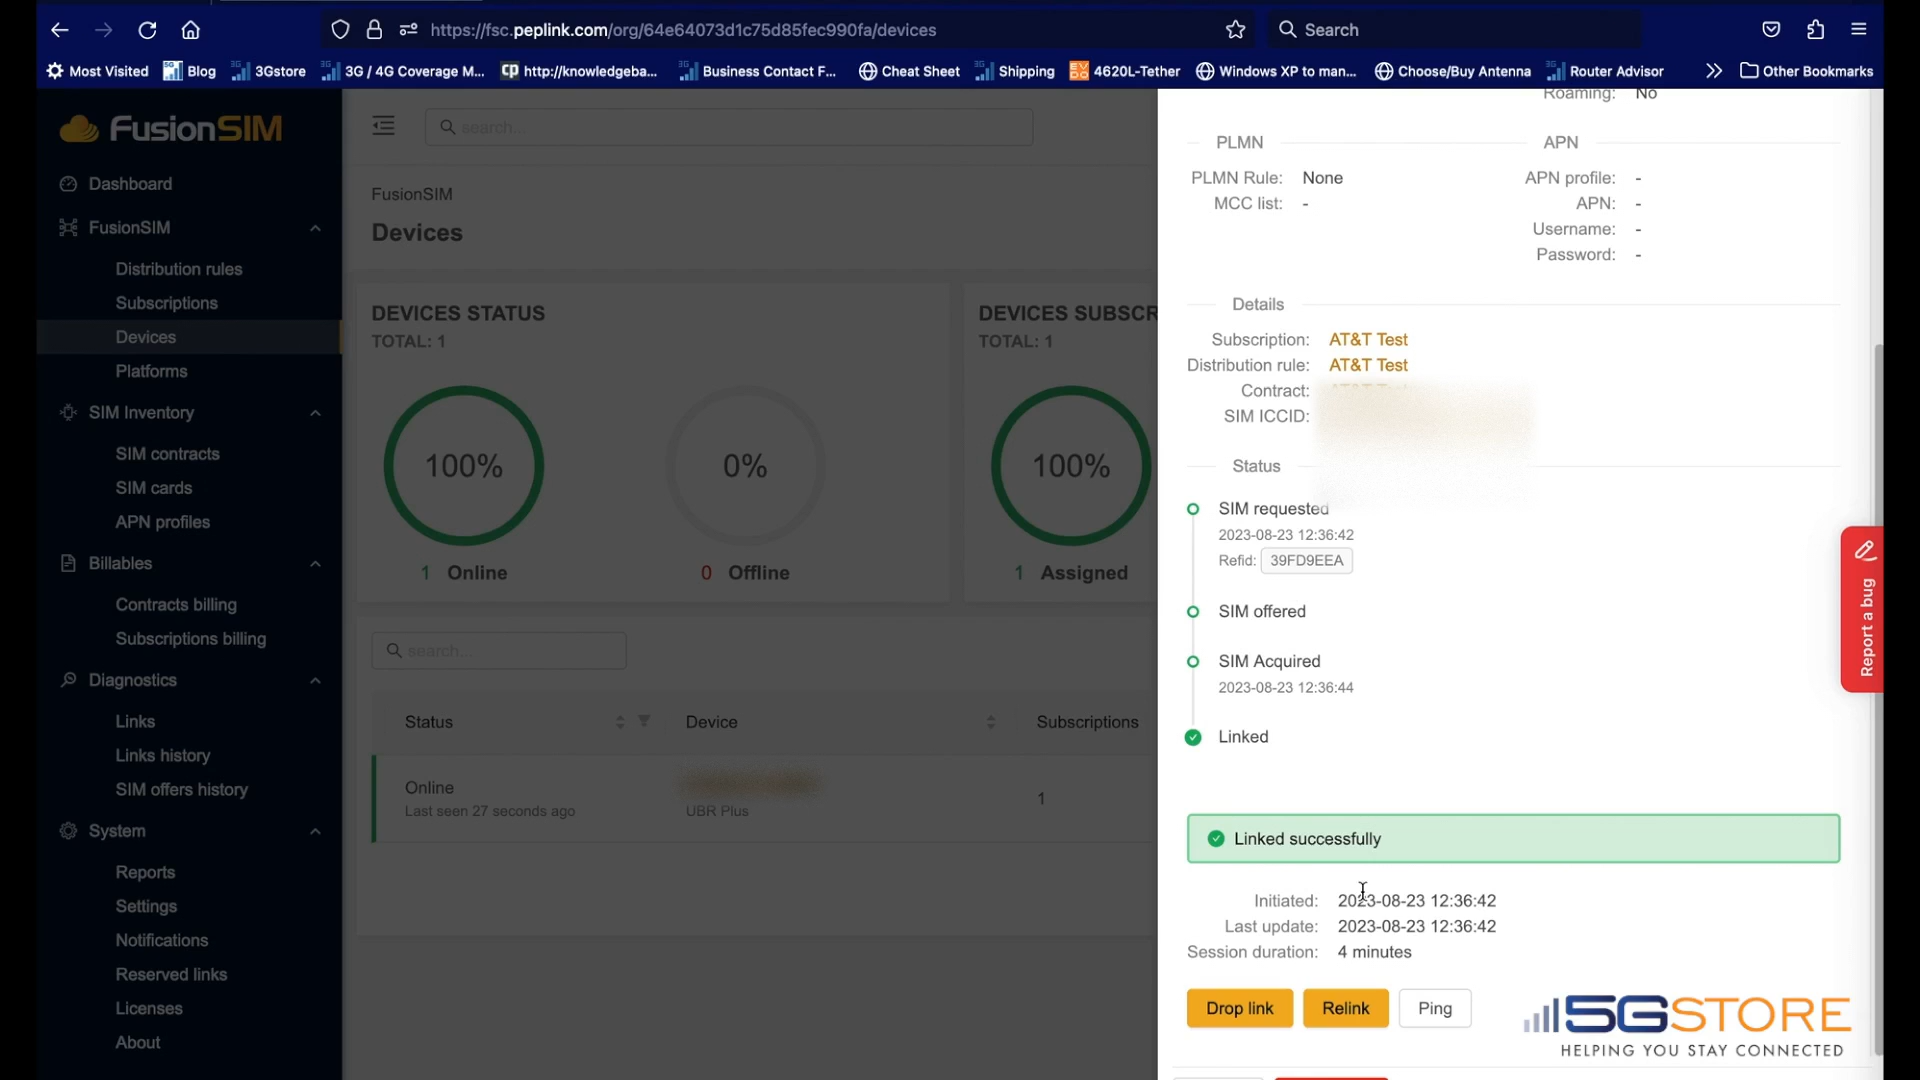 https://fsc.peplink.com/org/64e64073d1c75d85fec990fa/devices
Search
Most Visited
Blog
3Gstore
3G / 4G Coverage M...
http://knowledgeba...
Business Contact F...
Cheat Sheet
Shipping
4620L-Tether
Windows XP to man...
Choose/Buy Antenna
Router Advisor
Other Bookmarks
FusionSIM
Dashboard
FusionSIM
Distribution rules
Subscriptions
Devices
Platforms
SIM Inventory
SIM contracts
SIM cards
APN profiles
Billables
Contracts billing
Subscriptions billing
Diagnostics
Links
Links history
SIM offers history
System
Reports
Settings
Notifications
Reserved links
Licenses
About
search...
FusionSIM
Devices
DEVICES STATUS
TOTAL: 1
100%
0%
1 Online
0 Offline
DEVICES SUBSCR
TOTAL: 1
100%
1 Assigned
search...
Status
Device
Subscriptions
Online
Last seen 27 seconds ago
UBR Plus
1
Roaming: No
PLMN
PLMN Rule: None
MCC list: -
APN
APN profile: -
APN: -
Username: -
Password: -
Details
Subscription: AT&T Test
Distribution rule: AT&T Test
Contract:
SIM ICCID:
Status
SIM requested
2023-08-23 12:36:42
Refid: 39FD9EEA
SIM offered
SIM Acquired
2023-08-23 12:36:44
Linked
Linked successfully
Initiated: 2023-08-23 12:36:42
Last update: 2023-08-23 12:36:42
Session duration: 4 minutes
Drop link
Relink
Ping
Report a bug
5GSTORE
HELPING YOU STAY CONNECTED